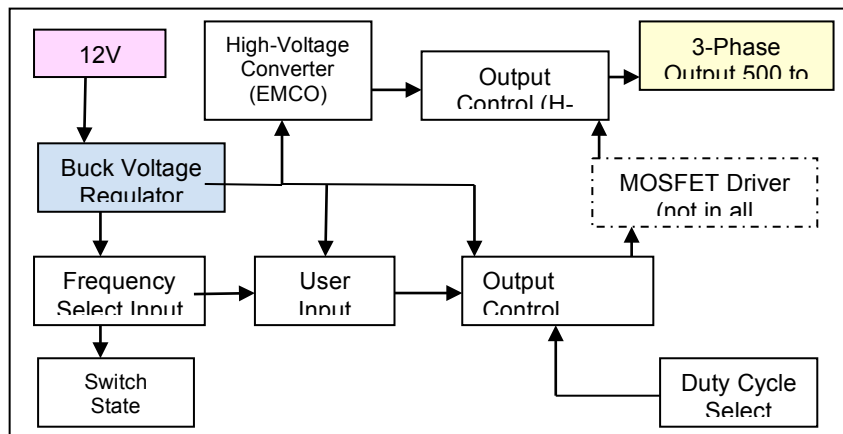 12V
High-Voltage
Converter
(EMCO)
Output
Control (H-
3-Phase
Output 500 to
Buck Voltage
Regulator
MOSFET Driver
(not in all
Frequency
Select Input
User
Input
Output
Control
Switch
State
Duty Cycle
Select